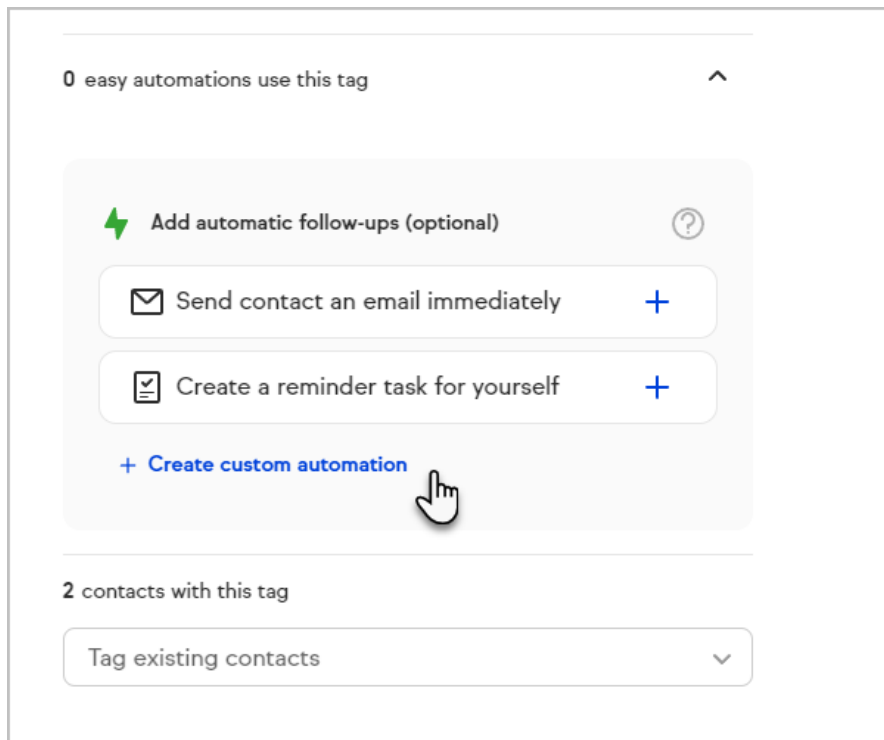 0 easy automations use this tag
Add automatic follow-ups (optional)
Send contact an email immediately
Create a reminder task for yourself
+ Create custom automation
2 contacts with this tag
Tag existing contacts